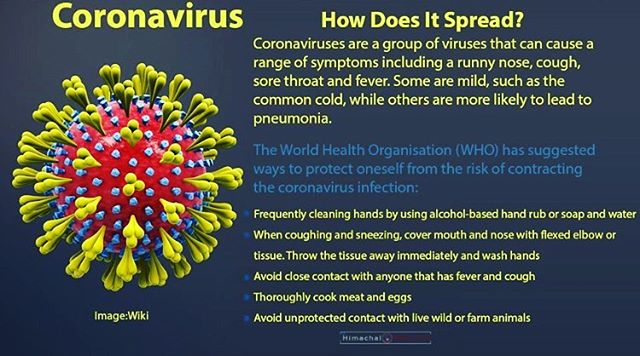 Coronavirus
How Does It Spread?
Coronaviruses are a group of viruses that can cause a
range of symptoms including a runny nose, cough,
sore throat and fever. Some are mild, such as the
common cold, while others are more likely to lead to
pneumonia.
The World Health Organisation (WHO) has suggested
ways to protect oneself from the risk of contracting
the coronavirus infection:
Frequently cleaning hands by using alcohol-based hand rub or soap and water
When coughing and sneezing, cover mouth and nose with flexed elbow or
tissue. Throw the tissue away immediately and wash hands
Avoid close contact with anyone that has fever and cough
Thoroughly cook meat and eggs
Avoid unprotected contact with live wild or farm animals
Image:Wiki
Himachal